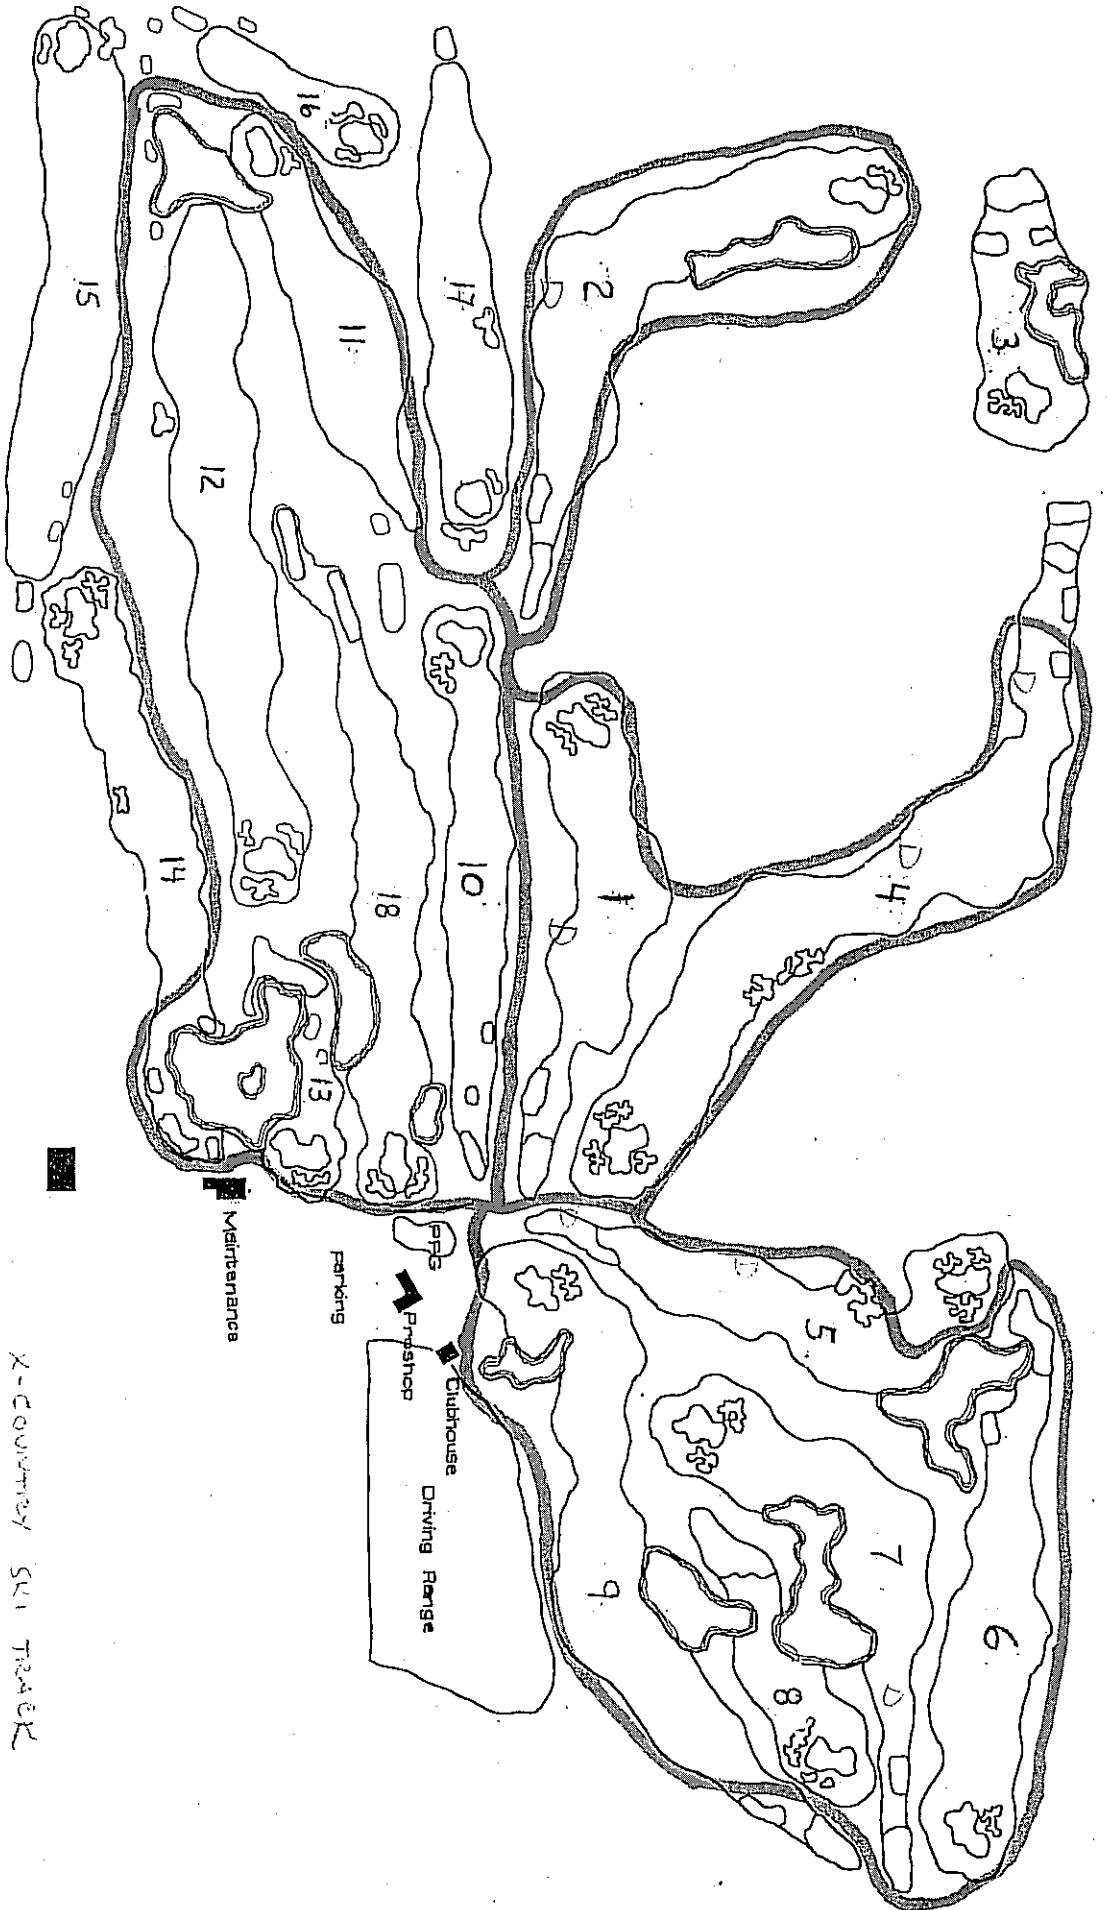 16
15
11
17
2
3
12
14
18
10
1
D
4
D
D
D
13
Maintenance
Parking
PPG
Proshop
Clubhouse
Driving Range
D
D
5
6
7
D
8
9
X-COUNTRY SKI TRACK